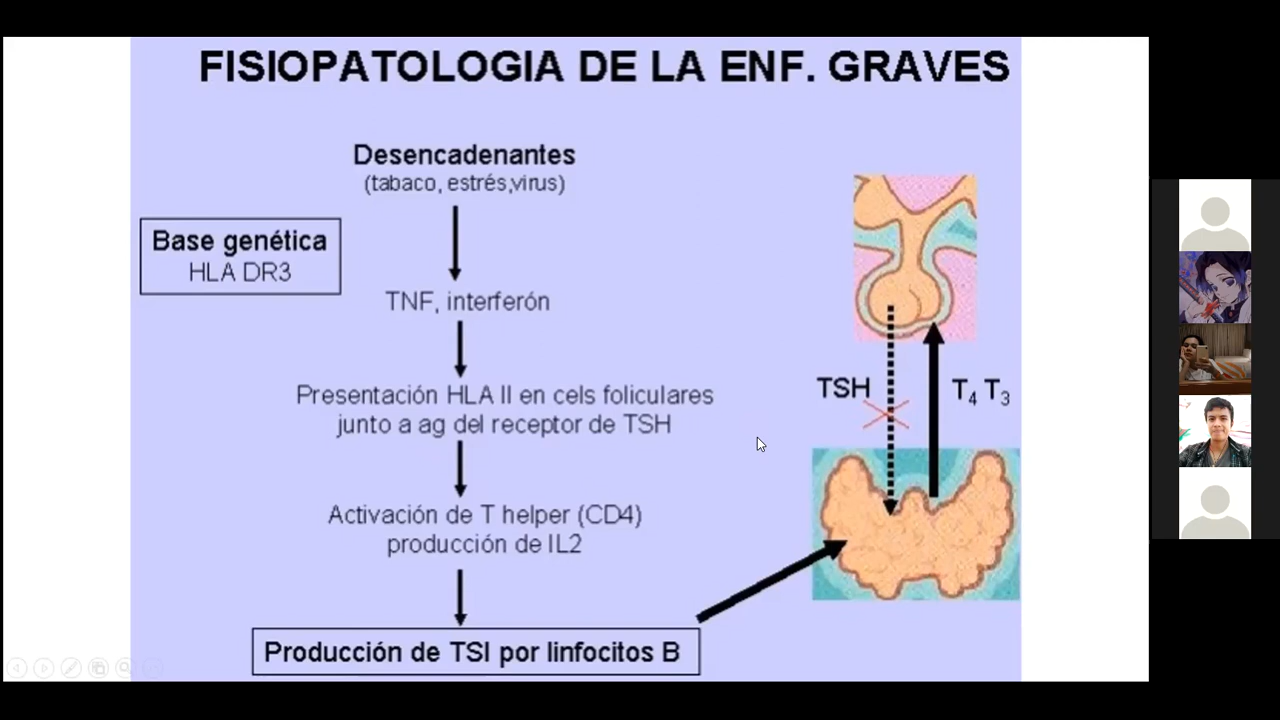 FISIOPATOLOGIA DE LA ENF. GRAVES
Desencadenantes
(tabaco, estrés,virus)
Base genética
HLA DR3
TNF, interferón
Presentación HLA II en cels foliculares
junto a ag del receptor de TSH
Activación de T helper (CD4)
producción de IL2
Producción de TSI por linfocitos B
TSH
T4 T3